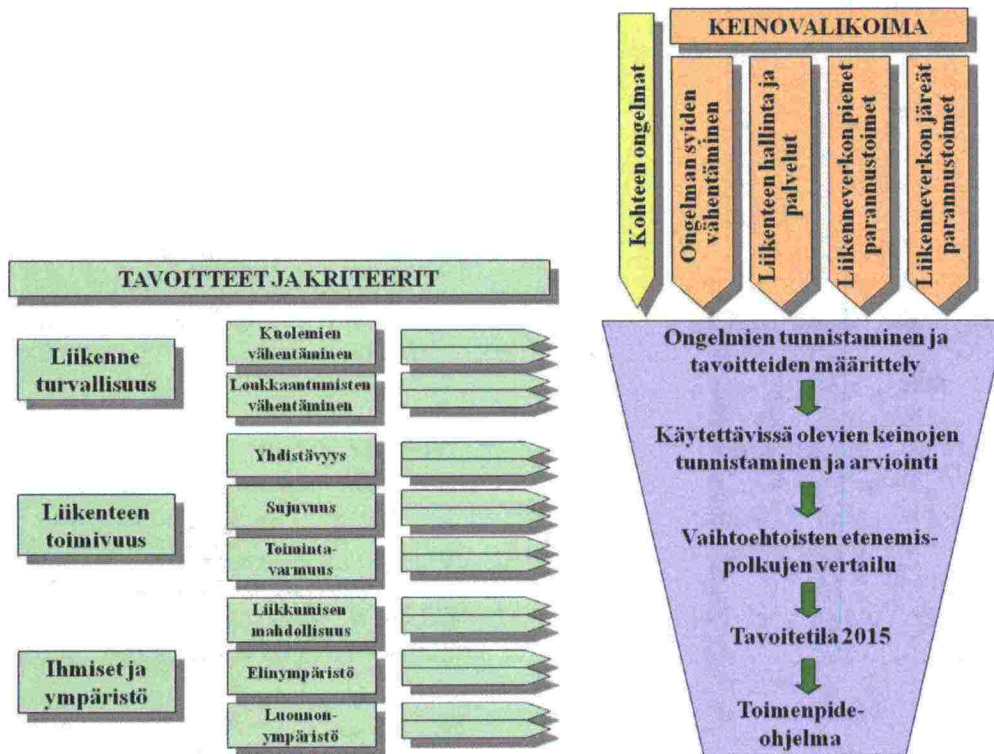 KEINOVALIKOIMA
Kohteen ongelmat
Ongelman syiden
vähentäminen
Liikenteen hallinta ja
palvelut
Liikenneverkon pienet
parannustoimet
Liikenneverkon järeät
parannustoimet
TAVOITTEET JA KRITEERIT
Liikenne
turvallisuus
Kuolemien
vähentäminen
Loukkaantumisten
vähentäminen
Liikenteen
toimivuus
Yhdistävyys
Sujuvuus
Toiminta-
varmuus
Ihmiset ja
ympäristö
Liikkumisen
mahdollisuus
Elinympäristö
Luonnon-
ympäristö
Ongelmien tunnistaminen ja
tavoitteiden määrittely
Käytettävissä olevien keinojen
tunnistaminen ja arviointi
Vaihtoehtoisten etenemis-
polkujen vertailu
Tavoitetila 2015
Toimenpide-
ohjelma